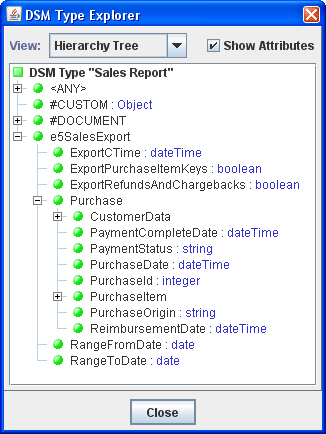 DSM Type Explorer
View: Hierarchy Tree Show Attributes
DSM Type "Sales Report"
<ANY>
#CUSTOM : Object
#DOCUMENT
e5SalesExport
ExportCTime : dateTime
ExportPurchaseItemKeys : boolean
ExportRefundsAndChargebacks : boolean
Purchase
CustomerData
PaymentCompleteDate : dateTime
PaymentStatus : string
PurchaseDate : dateTime
PurchaseId : integer
PurchaseItem
PurchaseOrigin : string
ReimbursementDate : dateTime
RangeFromDate : date
RangeToDate : date
Close